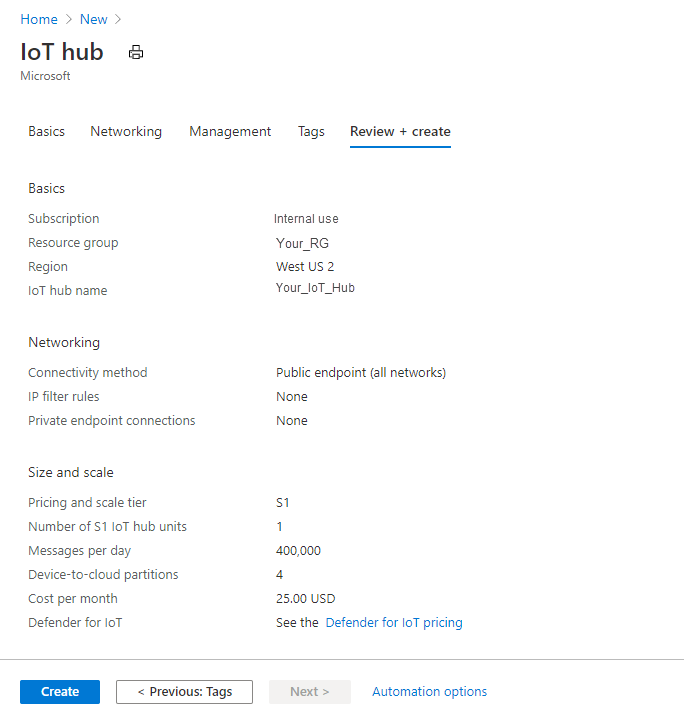 Home > New >
IoT hub
Microsoft
Basics Networking Management Tags Review + create
Basics
Subscription Internal use
Resource group Your_RG
Region West US 2
IoT hub name Your_IoT_Hub
Networking
Connectivity method Public endpoint (all networks)
IP filter rules None
Private endpoint connections None
Size and scale
Pricing and scale tier S1
Number of S1 IoT hub units 1
Messages per day 400,000
Device-to-cloud partitions 4
Cost per month 25.00 USD
Defender for IoT See the Defender for IoT pricing
Create < Previous: Tags Next > Automation options